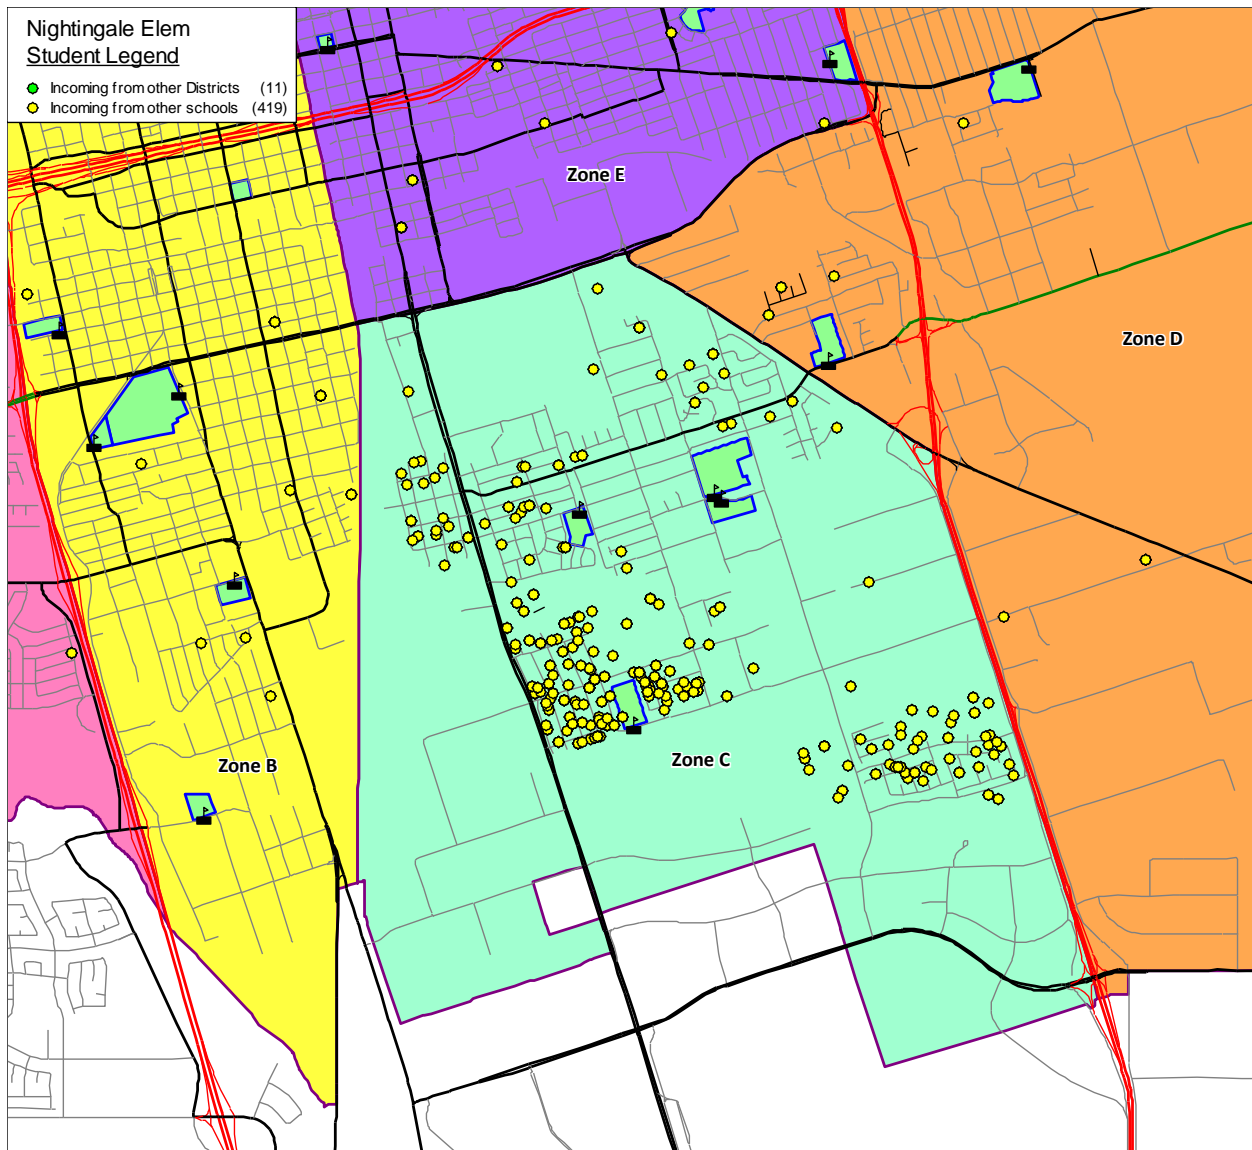 Nightingale Elem
Student Legend
Incoming from other Districts (11)
Incoming from other schools (419)
Zone E
Zone D
Zone C
Zone B